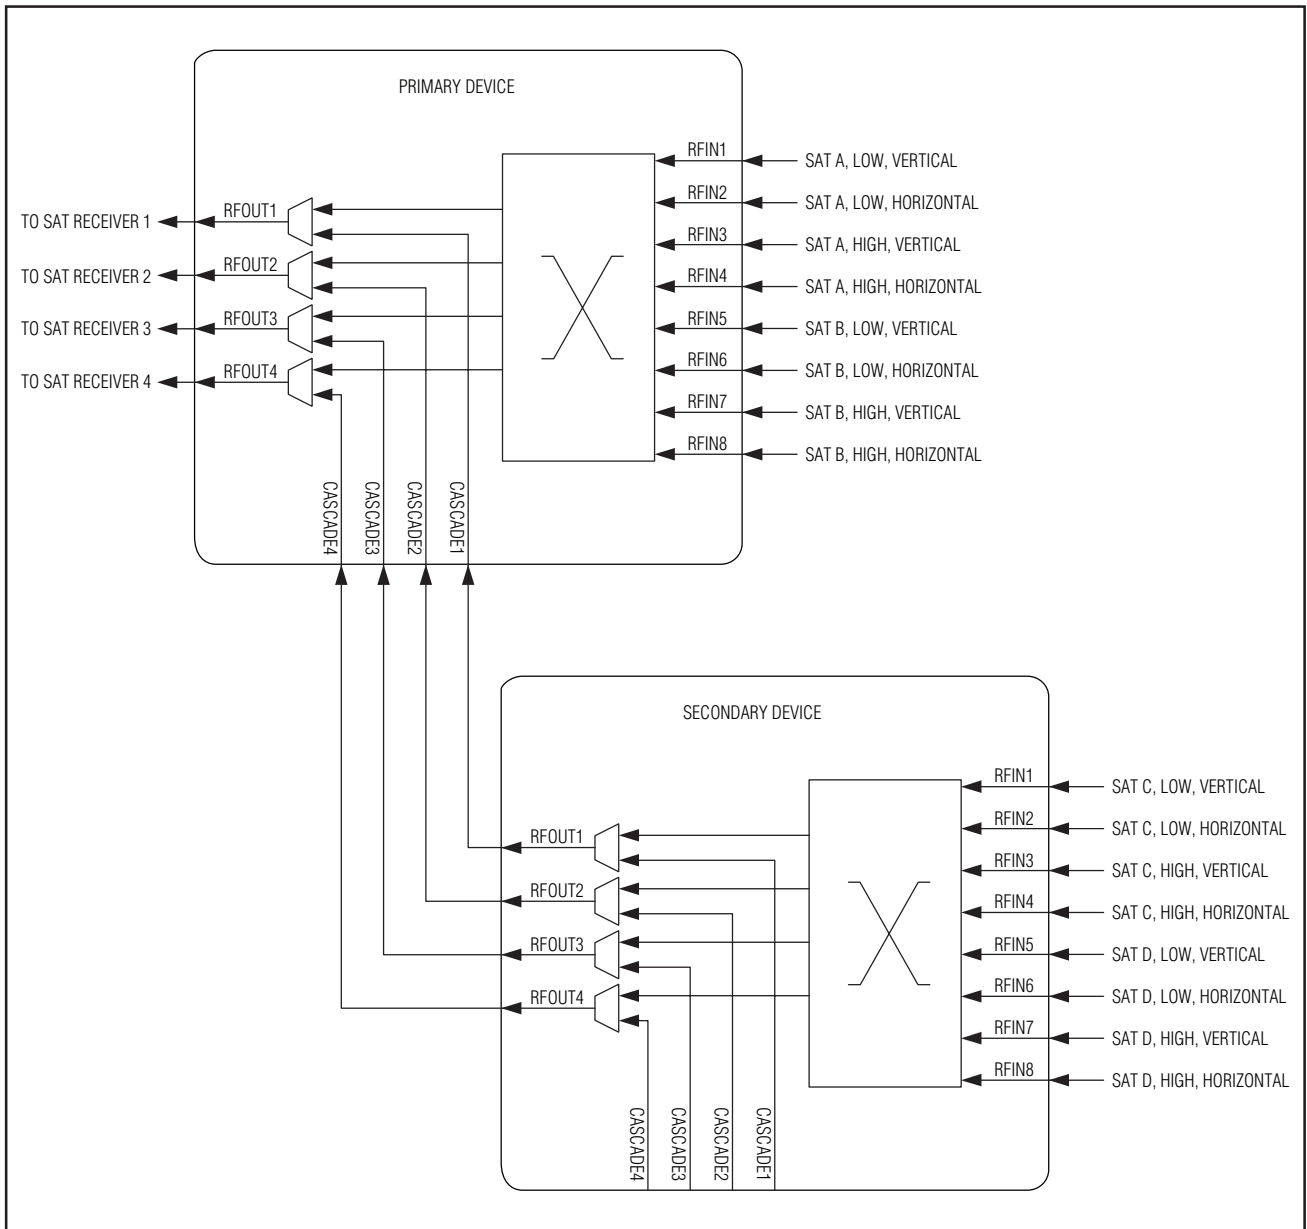 PRIMARY DEVICE
RFIN1
SAT A, LOW, VERTICAL
RFIN2
SAT A, LOW, HORIZONTAL
RFIN3
SAT A, HIGH, VERTICAL
RFIN4
SAT A, HIGH, HORIZONTAL
RFIN5
SAT B, LOW, VERTICAL
RFIN6
SAT B, LOW, HORIZONTAL
RFIN7
SAT B, HIGH, VERTICAL
RFIN8
SAT B, HIGH, HORIZONTAL
TO SAT RECEIVER 1
RFOUT1
TO SAT RECEIVER 2
RFOUT2
TO SAT RECEIVER 3
RFOUT3
TO SAT RECEIVER 4
RFOUT4
CASCADE4
CASCADE3
CASCADE2
CASCADE1
SECONDARY DEVICE
RFIN1
SAT C, LOW, VERTICAL
RFIN2
SAT C, LOW, HORIZONTAL
RFIN3
SAT C, HIGH, VERTICAL
RFIN4
SAT C, HIGH, HORIZONTAL
RFIN5
SAT D, LOW, VERTICAL
RFIN6
SAT D, LOW, HORIZONTAL
RFIN7
SAT D, HIGH, VERTICAL
RFIN8
SAT D, HIGH, HORIZONTAL
RFOUT1
RFOUT2
RFOUT3
RFOUT4
CASCADE4
CASCADE3
CASCADE2
CASCADE1